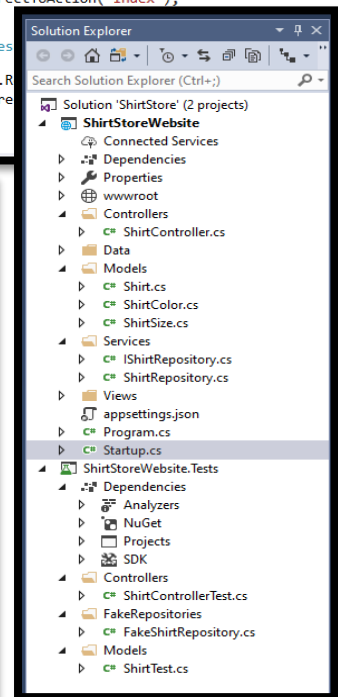 ectToAction("Index");
Solution Explorer
Search Solution Explorer (Ctrl+;)
Solution 'ShirtStore' (2 projects)
ShirtStoreWebsite
Connected Services
Dependencies
Properties
wwwroot
Controllers
C# ShirtController.cs
Data
Models
C# Shirt.cs
C# ShirtColor.cs
C# ShirtSize.cs
Services
C# IShirtRepository.cs
C# ShirtRepository.cs
Views
appsettings.json
C# Program.cs
C# Startup.cs
ShirtStoreWebsite.Tests
Dependencies
Analyzers
NuGet
Projects
SDK
Controllers
C# ShirtControllerTest.cs
FakeRepositories
C# FakeShirtRepository.cs
Models
C# ShirtTest.cs